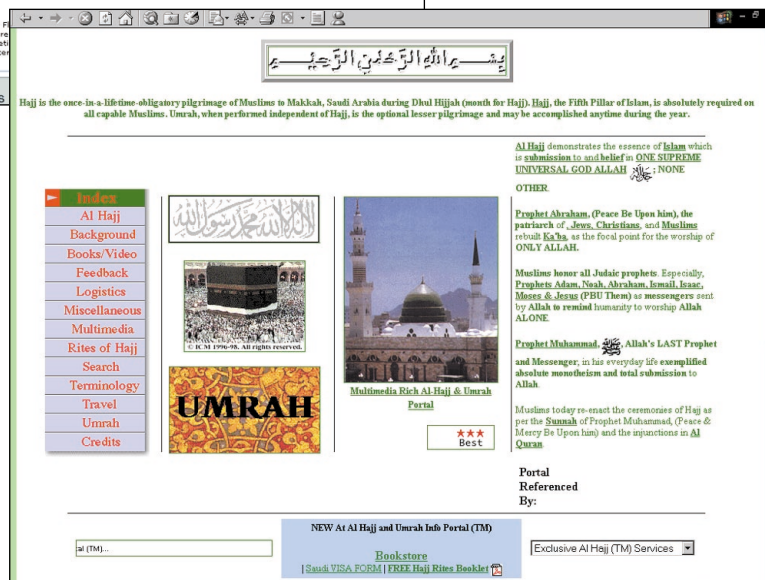 بِسْمِ اللهِ الرَّحْمٰنِ الرَّحِيْمِ
Hajj is the once-in-a-lifetime-obligatory pilgrimage of Muslims to Makkah, Saudi Arabia during Dhul Hijjah (month for Hajj). Hajj, the Fifth Pillar of Islam, is absolutely required on
all capable Muslims. Umrah, when performed independent of Hajj, is the optional lesser pilgrimage and may be accomplished anytime during the year.
Index
Al Hajj
Background
Books/Video
Feedback
Logistics
Miscellaneous
Multimedia
Rites of Hajj
Search
Terminology
Travel
Umrah
Credits
لا اله الا الله محمد رسول الله
© ICM 1996-98. All rights reserved.
UMRAH
Multimedia Rich Al-Hajj & Umrah
Portal
★★★
Best
Al Hajj demonstrates the essence of Islam which
is submission to and belief in ONE SUPREME
UNIVERSAL GOD ALLAH ; NONE
OTHER.
Prophet Abraham, (Peace Be Upon him), the
patriarch of , Jews, Christians, and Muslims
rebuilt Ka'ba, as the focal point for the worship of
ONLY ALLAH.
Muslims honor all Judaic prophets. Especially,
Prophets Adam, Noah, Abraham, Ismail, Isaac,
Moses & Jesus (PBU Them) as messengers sent
by Allah to remind humanity to worship Allah
ALONE.
Prophet Muhammad, , Allah's LAST Prophet
and Messenger, in his everyday life exemplified
absolute monotheism and total submission to
Allah.
Muslims today re-enact the ceremonies of Hajj as
per the Sunnah of Prophet Muhammad, (Peace &
Mercy Be Upon him) and the injunctions in Al
Quran.
Portal
Referenced
By:
al (TM)...
NEW At Al Hajj and Umrah Info Portal (TM)
Bookstore
| Saudi VISA FORM | FREE Hajj Rites Booklet
Exclusive Al Hajj (TM) Services